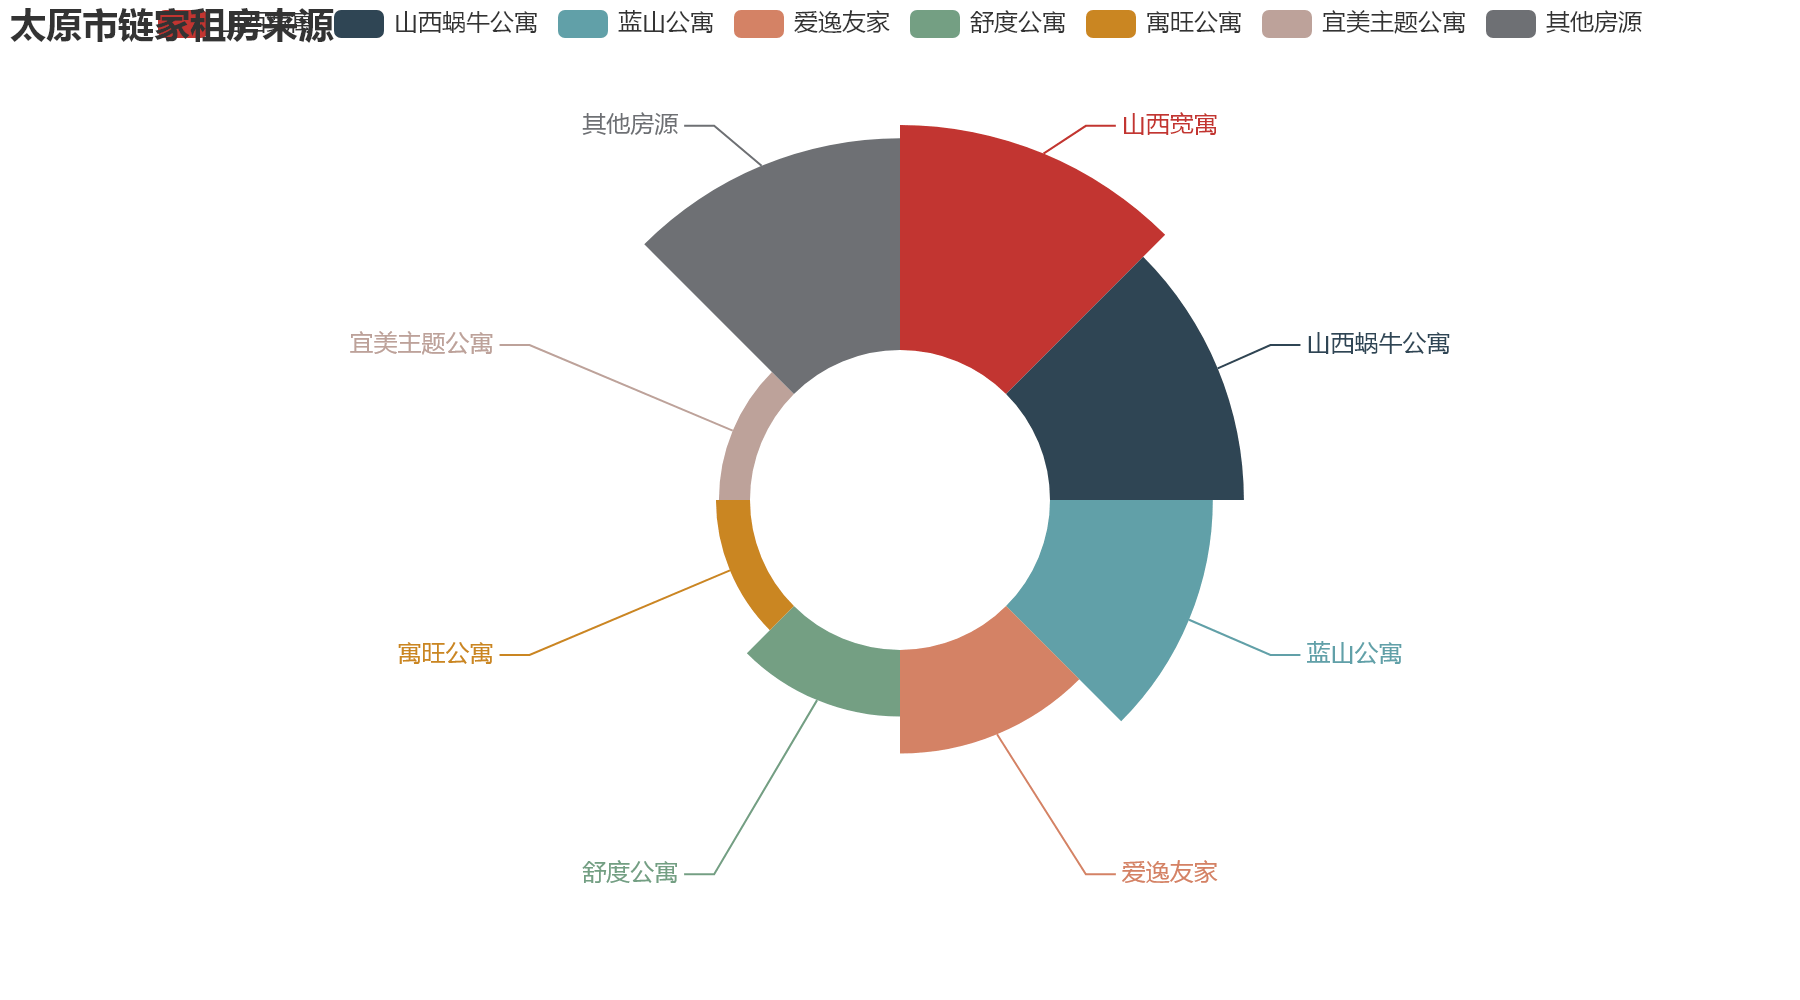 太原市链家租房来源
山西宽寓 山西蜗牛公寓 蓝山公寓 爱逸友家 舒度公寓 寓旺公寓 宜美主题公寓 其他房源
其他房源
山西宽寓
宜美主题公寓
山西蜗牛公寓
寓旺公寓
蓝山公寓
舒度公寓
爱逸友家